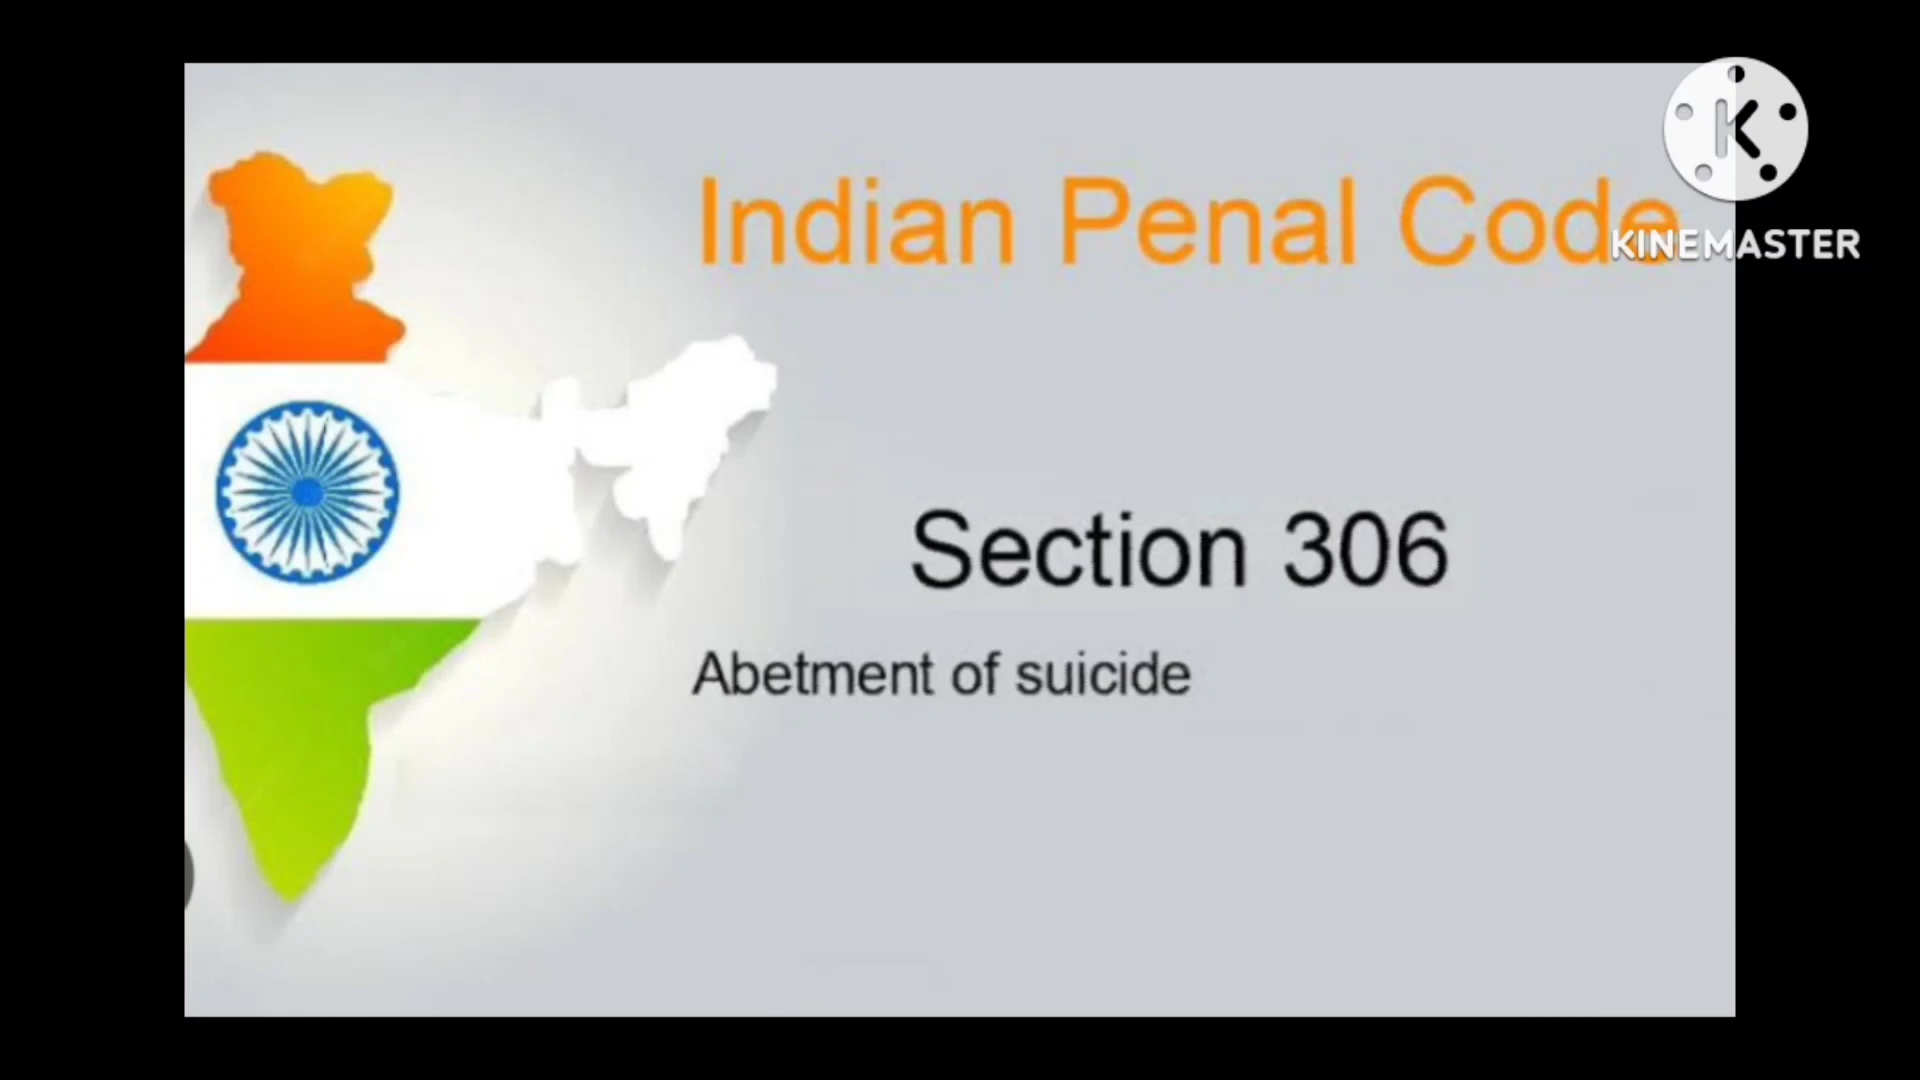 Indian Penal Code
K
KINEMASTER
Section 306
Abetment of suicide